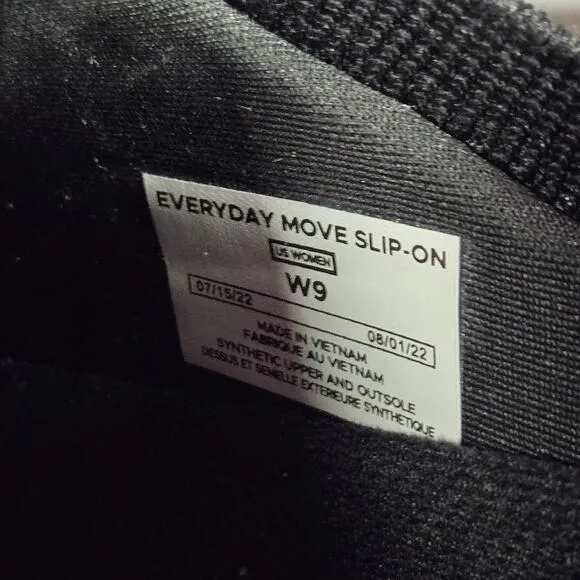 EVERYDAY MOVE SLIP-ON
US WOMEN
W9
07/15/22 08/01/22
MADE IN VIETNAM
FABRIQUE AU VIETNAM
SYNTHETIC UPPER AND OUTSOLE
DESSUS ET SEMELLE EXTERIEURE SYNTHETIQUE